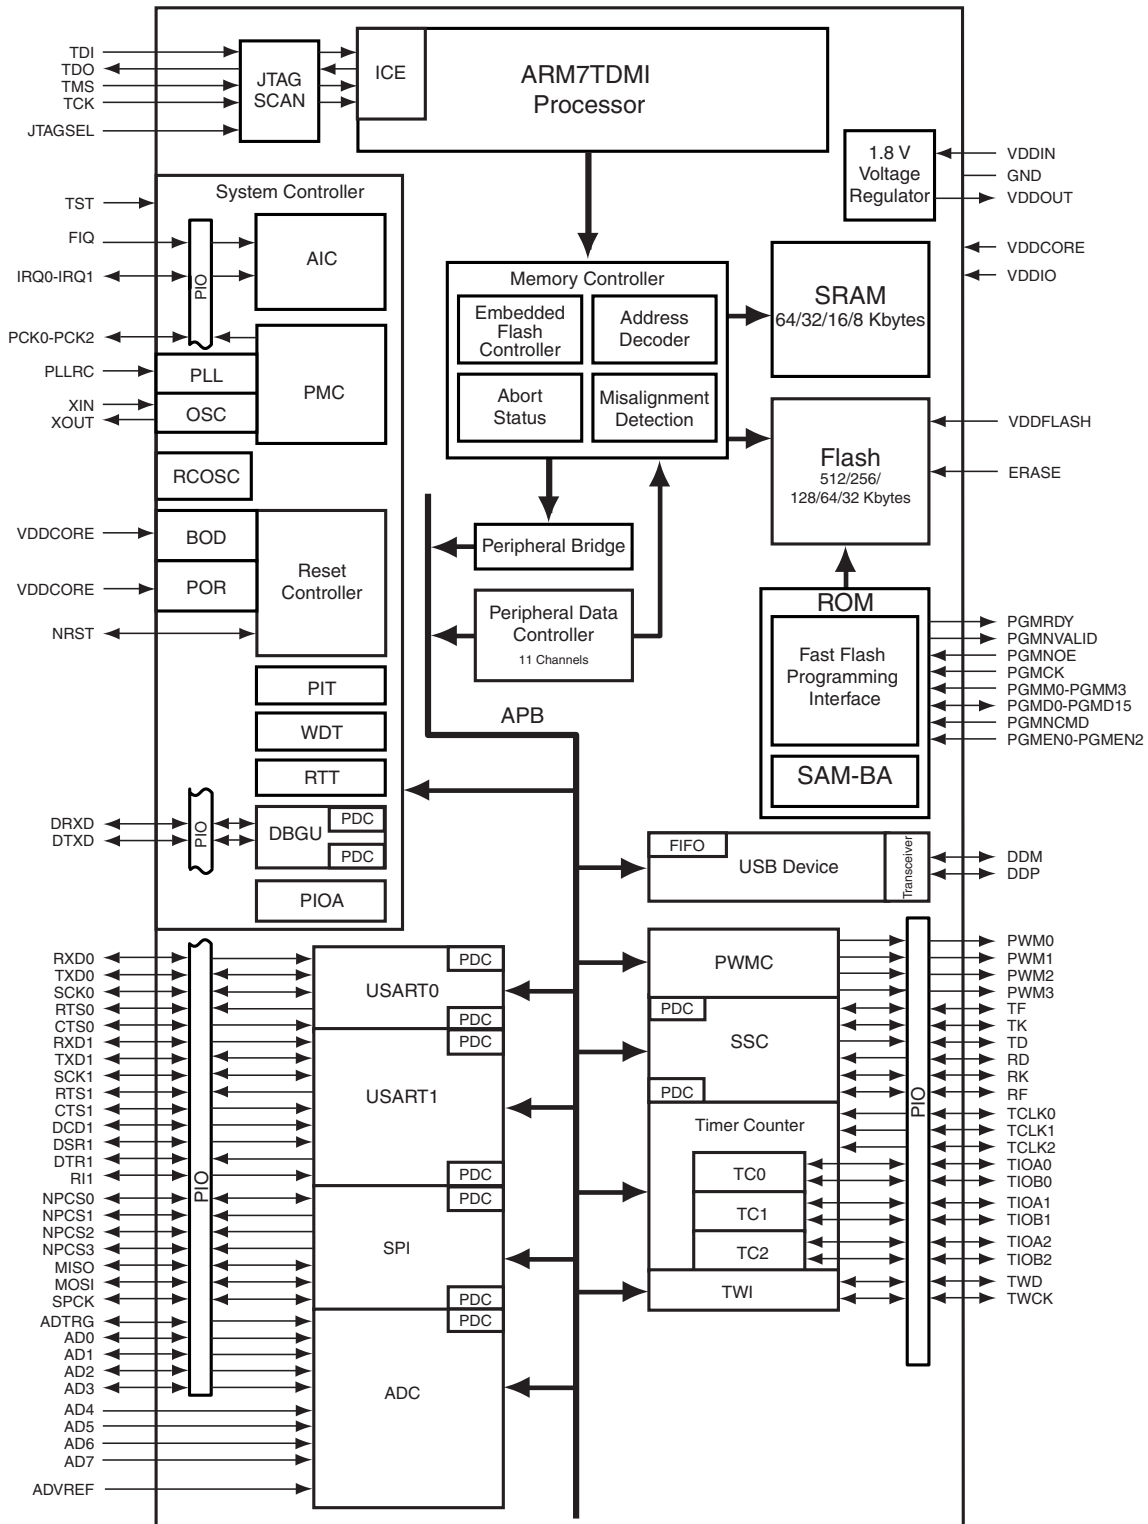 TDI
TDO
TMS
TCK
JTAGSEL
JTAG
SCAN
ICE
ARM7TDMI
Processor
1.8 V
Voltage
Regulator
VDDIN
GND
VDDOUT
VDDCORE
VDDIO
TST
FIQ
IRQ0-IRQ1
PCK0-PCK2
PLLRC
XIN
XOUT
VDDCORE
VDDCORE
NRST
DRXD
DTXD
System Controller
PIO
AIC
PMC
PLL
OSC
RCOSC
BOD
POR
Reset
Controller
PIT
WDT
RTT
PIO
DBGU
PDC
PDC
PIOA
Memory Controller
Embedded
Flash
Controller
Address
Decoder
Abort
Status
Misalignment
Detection
SRAM
64/32/16/8 Kbytes
Flash
512/256/
128/64/32 Kbytes
VDDFLASH
ERASE
Peripheral Bridge
Peripheral Data
Controller
11 Channels
APB
ROM
Fast Flash
Programming
Interface
SAM-BA
PGMRDY
PGMNVALID
PGMNOE
PGMCK
PGMM0-PGMM3
PGMD0-PGMD15
PGMNCMD
PGMEN0-PGMEN2
FIFO
USB Device
Transceiver
DDM
DDP
RXD0
TXD0
SCK0
RTS0
CTS0
RXD1
TXD1
SCK1
RTS1
CTS1
DCD1
DSR1
DTR1
RI1
NPCS0
NPCS1
NPCS2
NPCS3
MISO
MOSI
SPCK
ADTRG
AD0
AD1
AD2
AD3
AD4
AD5
AD6
AD7
ADVREF
PIO
PDC
USART0
PDC
PDC
USART1
PDC
PDC
SPI
PDC
PDC
ADC
PWMC
PDC
SSC
PDC
Timer Counter
TC0
TC1
TC2
TWI
PIO
PWM0
PWM1
PWM2
PWM3
TF
TK
TD
RD
RK
RF
TCLK0
TCLK1
TCLK2
TIOA0
TIOB0
TIOA1
TIOB1
TIOA2
TIOB2
TWD
TWCK